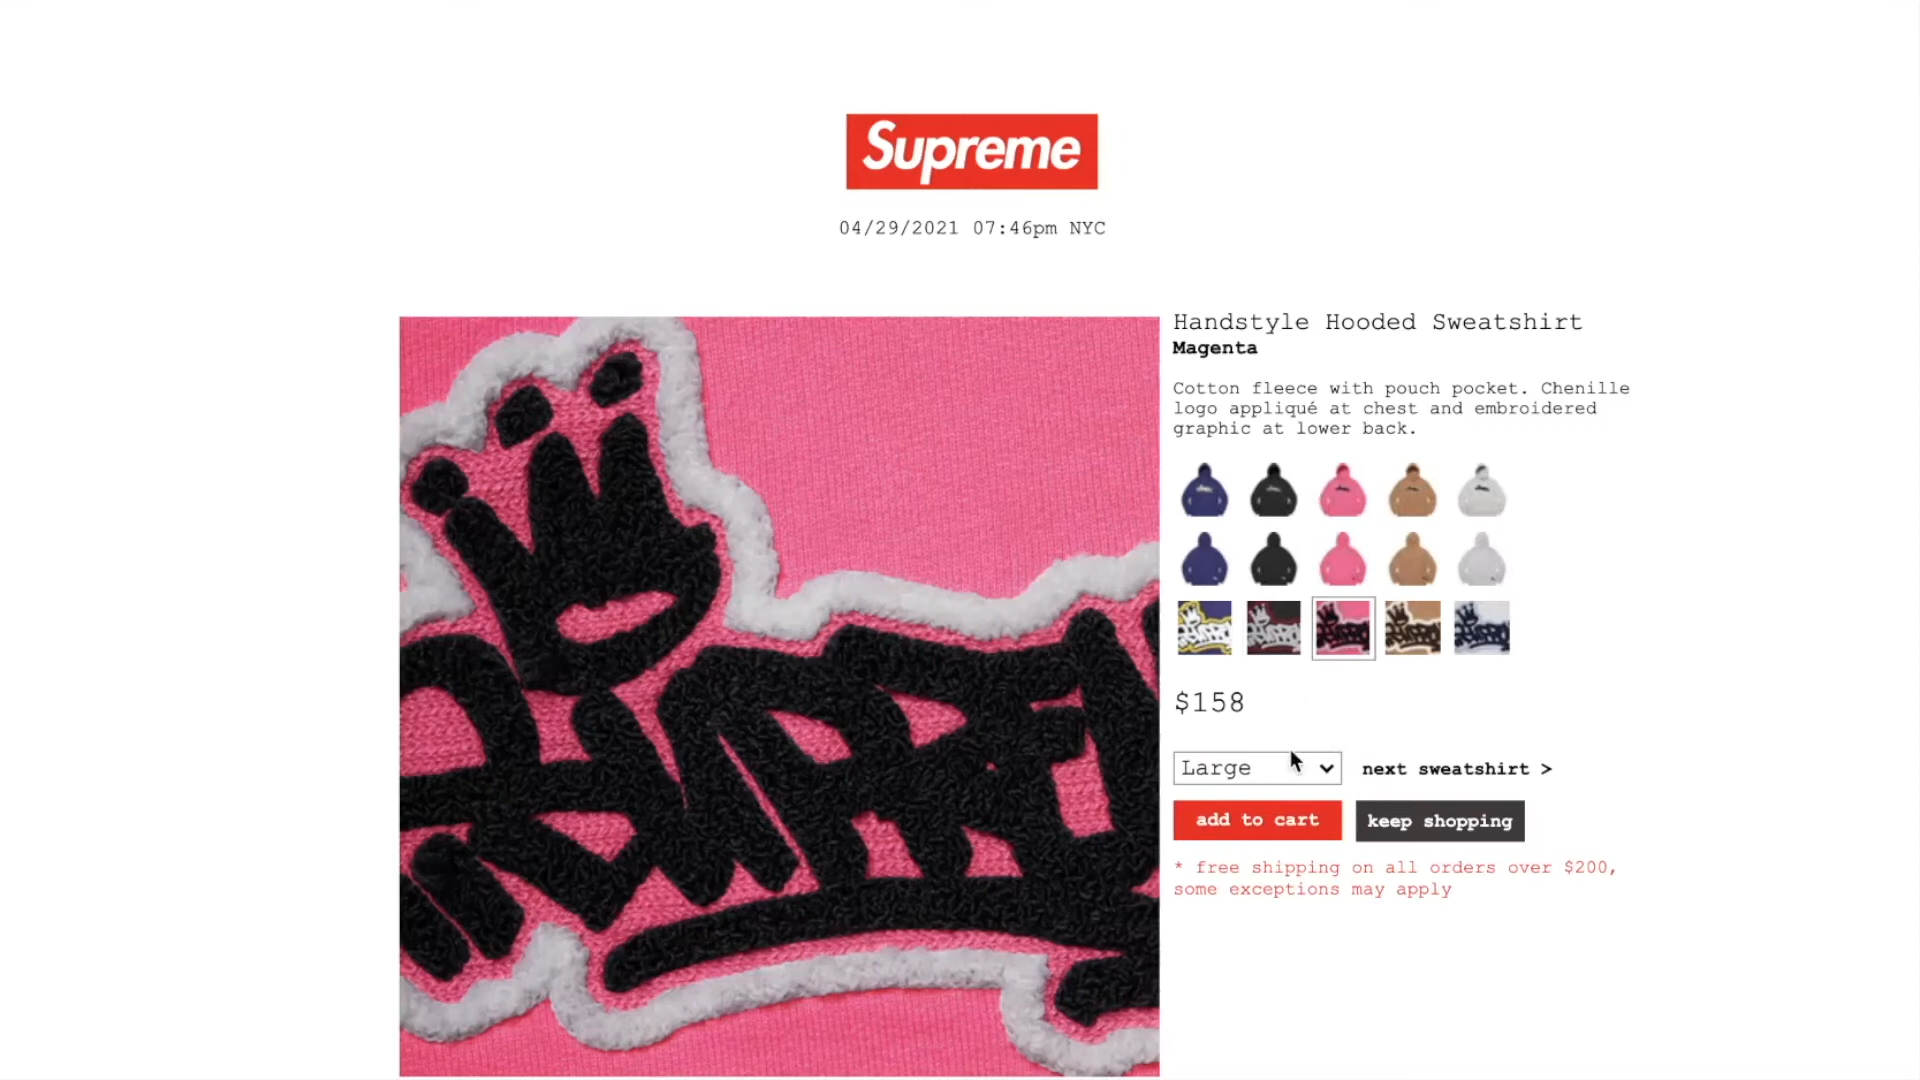 Supreme
04/29/2021 07:46pm NYC
Handstyle Hooded Sweatshirt
Magenta
Cotton fleece with pouch pocket. Chenille
logo appliqué at chest and embroidered
graphic at lower back.
$158
Large
next sweatshirt >
add to cart
keep shopping
* free shipping on all orders over $200,
some exceptions may apply